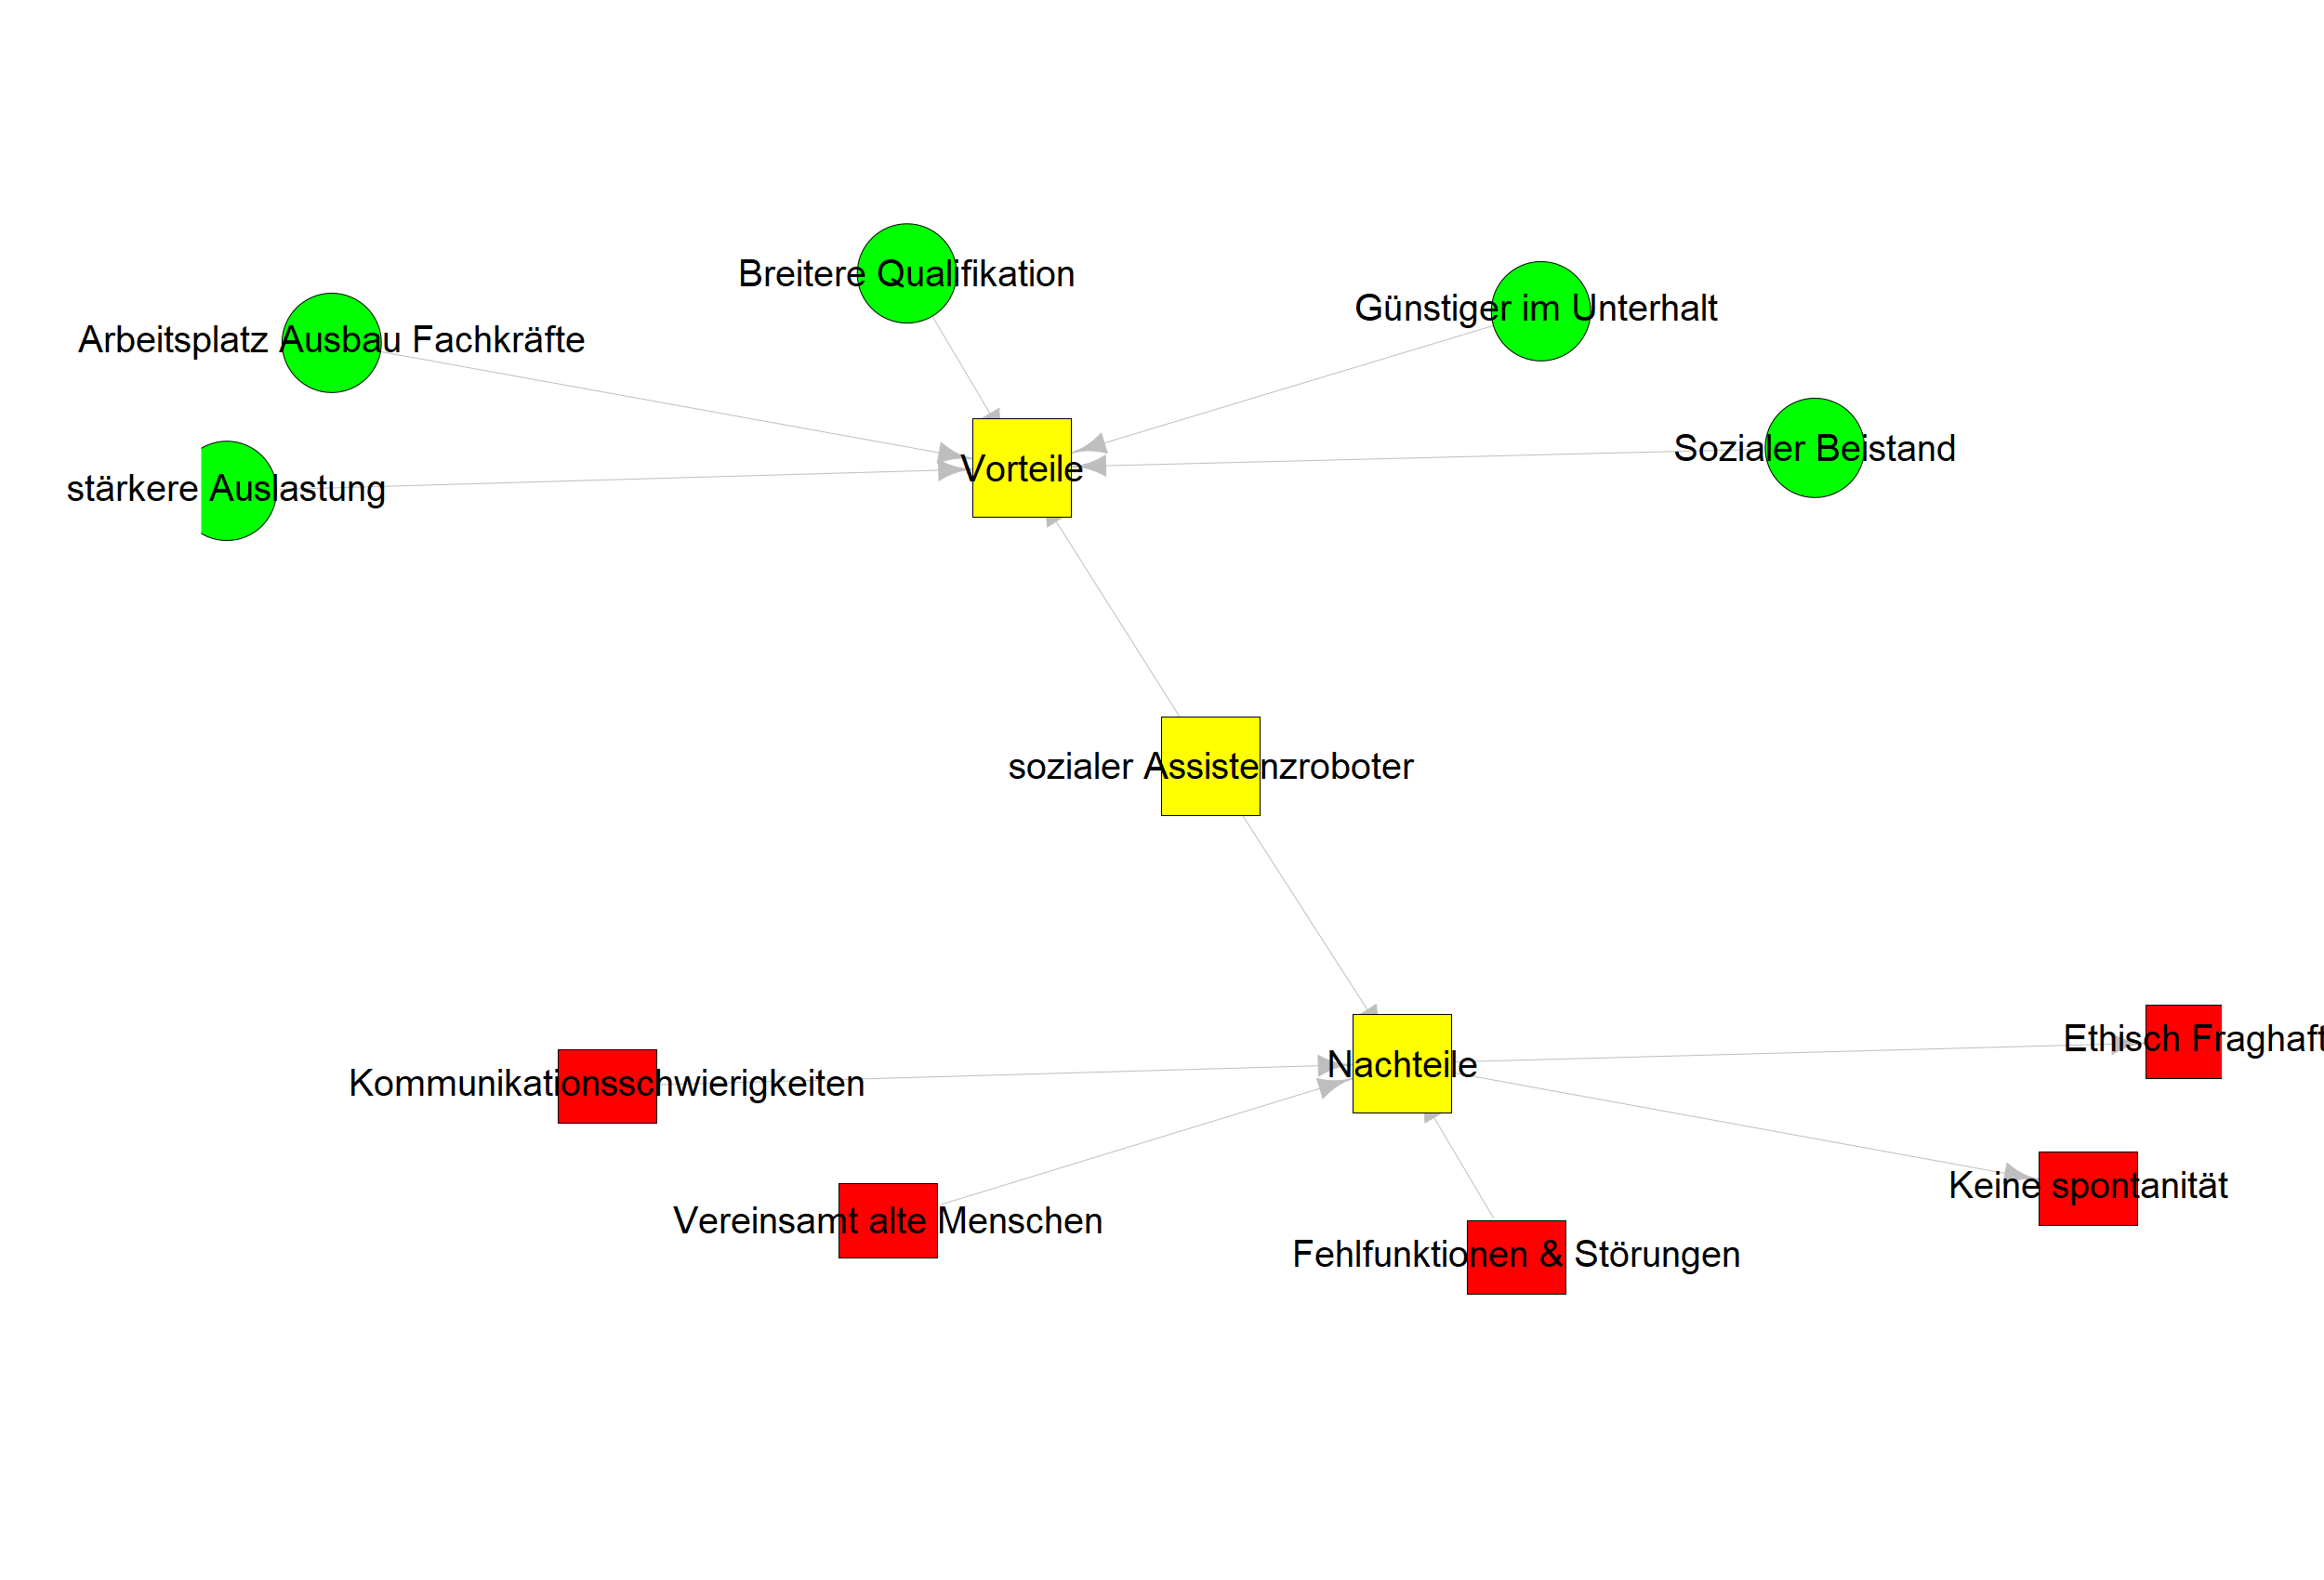 Breitere Qualifikation
Günstiger im Unterhalt
Arbeitsplatz Ausbau Fachkräfte
Sozialer Beistand
Vorteile
stärkere Auslastung
sozialer Assistenzroboter
Ethisch Fraghaft
Nachteile
Kommunikationsschwierigkeiten
Keine spontanität
Vereinsamt alte Menschen
Fehlfunktionen & Störungen